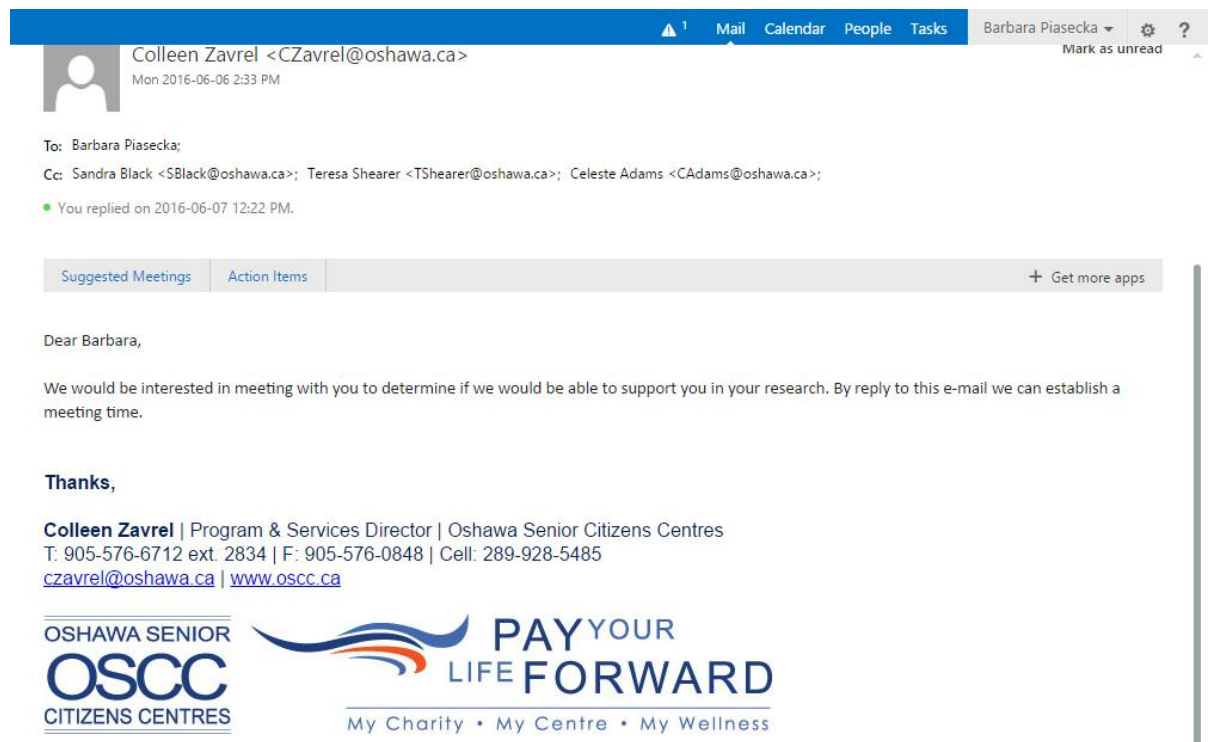 1 Mail Calendar People Tasks Barbara Piasecka ?
Colleen Zavrel <CZavrel@oshawa.ca> Mark as unread
Mon 2016-06-06 2:33 PM
To: Barbara Piasecka;
Cc: Sandra Black <SBlack@oshawa.ca>; Teresa Shearer <TShearer@oshawa.ca>; Celeste Adams <CAdams@oshawa.ca>;
You replied on 2016-06-07 12:22 PM.
Suggested Meetings Action Items + Get more apps
Dear Barbara,
We would be interested in meeting with you to determine if we would be able to support you in your research. By reply to this e-mail we can establish a
meeting time.
Thanks,
Colleen Zavrel | Program & Services Director | Oshawa Senior Citizens Centres
T: 905-576-6712 ext. 2834 | F: 905-576-0848 | Cell: 289-928-5485
czavrel@oshawa.ca | www.oscc.ca
OSHAWA SENIOR
OSCC
CITIZENS CENTRES
PAY YOUR
LIFE FORWARD
My Charity • My Centre • My Wellness